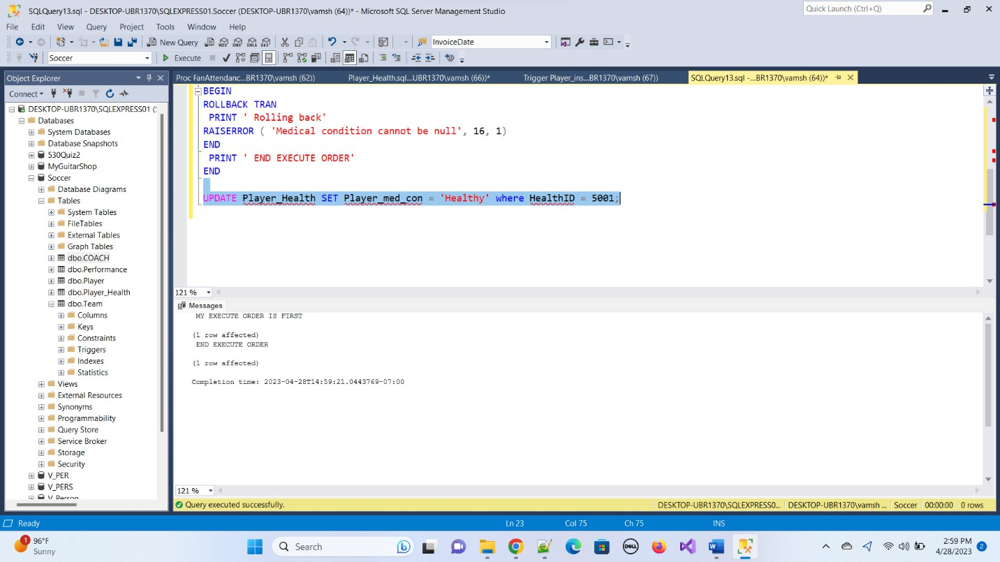 SQLQuery13.sql - DESKTOP-UBR1370\SQLEXPRESS01.Soccer (DESKTOP-UBR1370\vamsh (64))* - Microsoft SQL Server Management Studio
Quick Launch (Ctrl+Q)
File Edit View Query Project Tools Window Help
New Query
MDX DMX XMLA DAX
InvoiceDate
Soccer
Execute
Object Explorer
Proc FanAttendanc...BR1370\vamsh (62))
Player_Health.sql...UBR1370\vamsh (66))*
Trigger Player_ins...BR1370\vamsh (67))
SQLQuery13.sql -...BR1370\vamsh (64))*
Connect
DESKTOP-UBR1370\SQLEXPRESS01 (
Databases
System Databases
Database Snapshots
530Quiz2
MyGuitarShop
Soccer
Database Diagrams
Tables
System Tables
FileTables
External Tables
Graph Tables
dbo.COACH
dbo.Performance
dbo.Player
dbo.Player_Health
dbo.Team
Columns
Keys
Constraints
Triggers
Indexes
Statistics
Views
External Resources
Synonyms
Programmability
Query Store
Service Broker
Storage
Security
V_PER
V_PERS
V_Person
BEGIN
ROLLBACK TRAN
PRINT ' Rolling back'
RAISERROR ( 'Medical condition cannot be null', 16, 1)
END
PRINT ' END EXECUTE ORDER'
END
UPDATE Player_Health SET Player_med_con = 'Healthy' where HealthID = 5001;
121 %
Messages
MY EXECUTE ORDER IS FIRST
(1 row affected)
END EXECUTE ORDER
(1 row affected)
Completion time: 2023-04-28T14:59:21.0443769-07:00
121 %
Query executed successfully.
DESKTOP-UBR1370\SQLEXPRESS0... DESKTOP-UBR1370\vamsh ... Soccer 00:00:00 0 rows
Ready
Ln 23 Col 75 Ch 75 INS
1
96°F
Sunny
Search
DELL
2:59 PM
4/28/2023
2